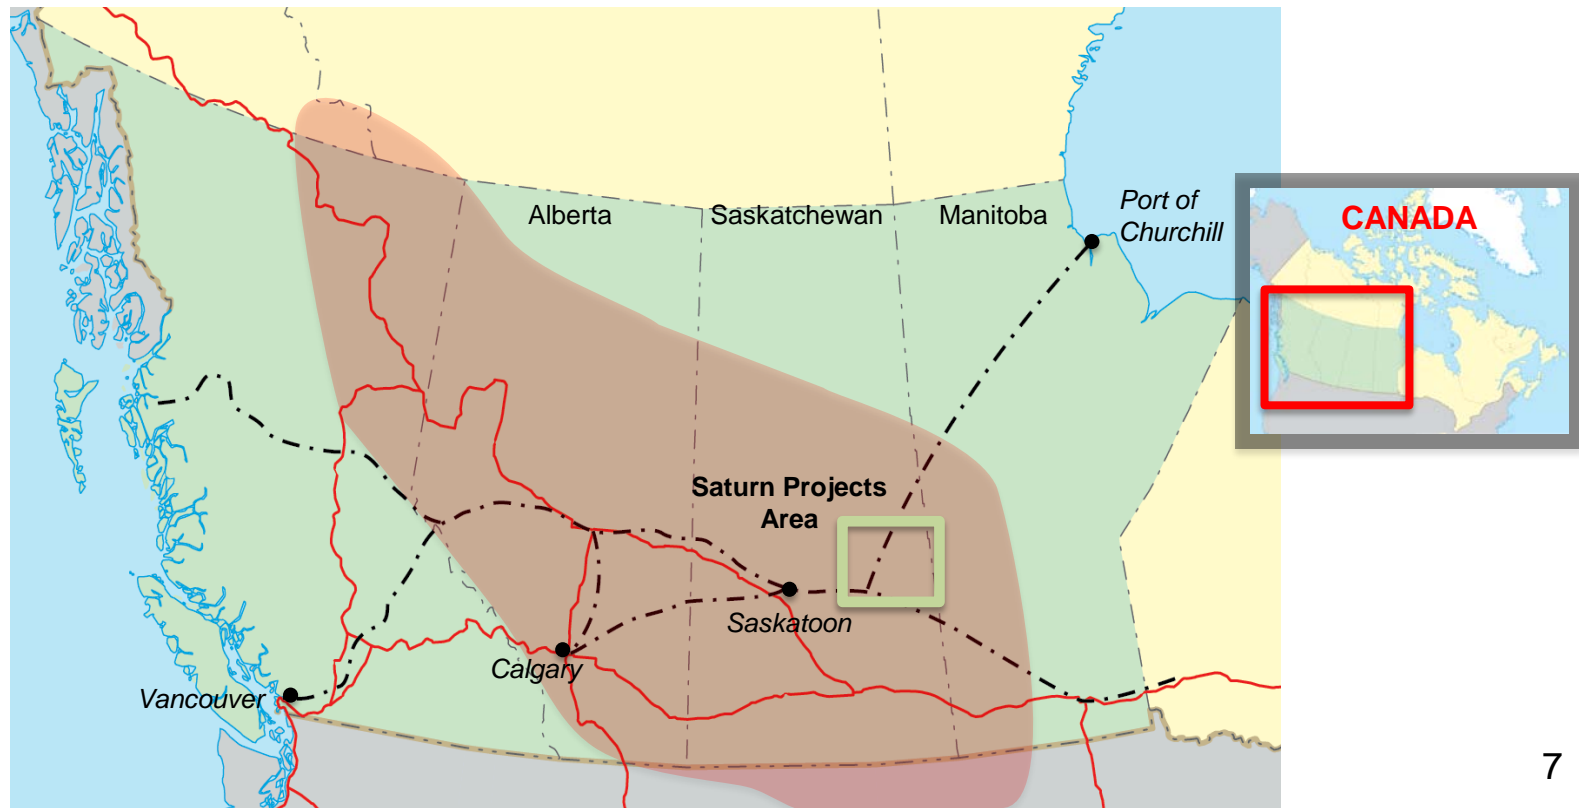 Alberta
Saskatchewan
Manitoba
Port of
Churchill
CANADA
Saturn Projects
Area
Saskatoon
Calgary
Vancouver
7